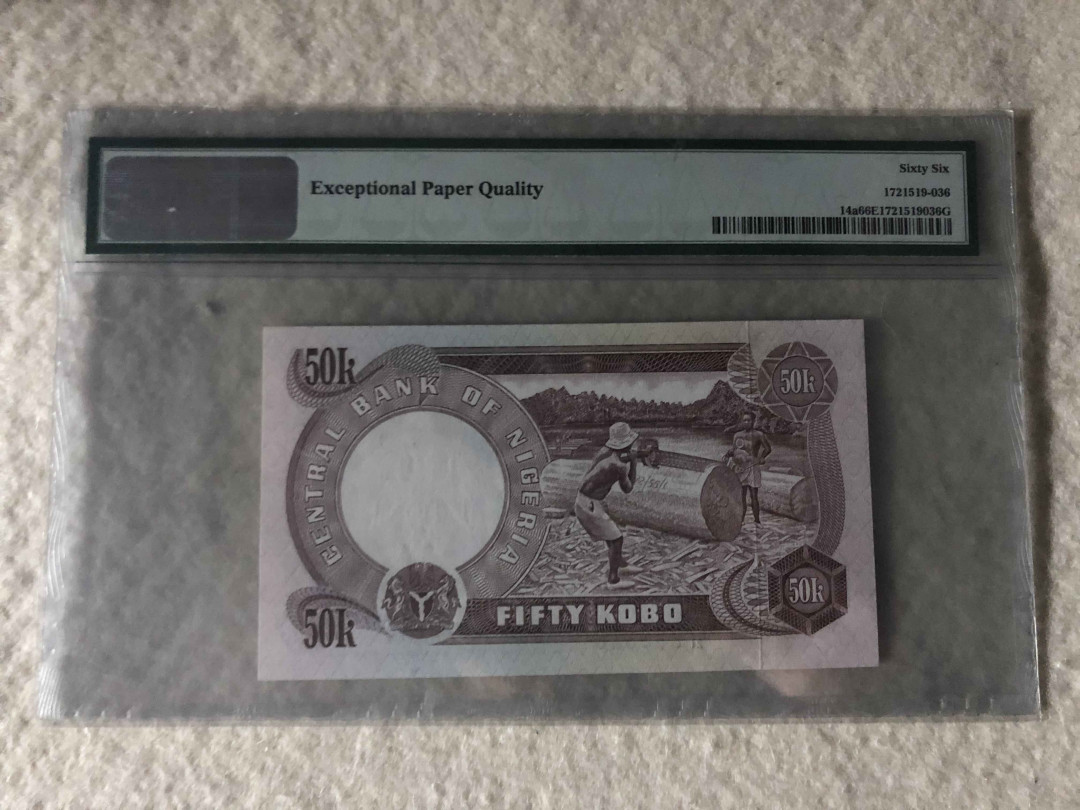 Exceptional Paper Quality
Sixty Six
1721519-036
14a66E1721519036G
50k
50k
CENTRAL BANK OF NIGERIA
50k
FIFTY KOBO
50k